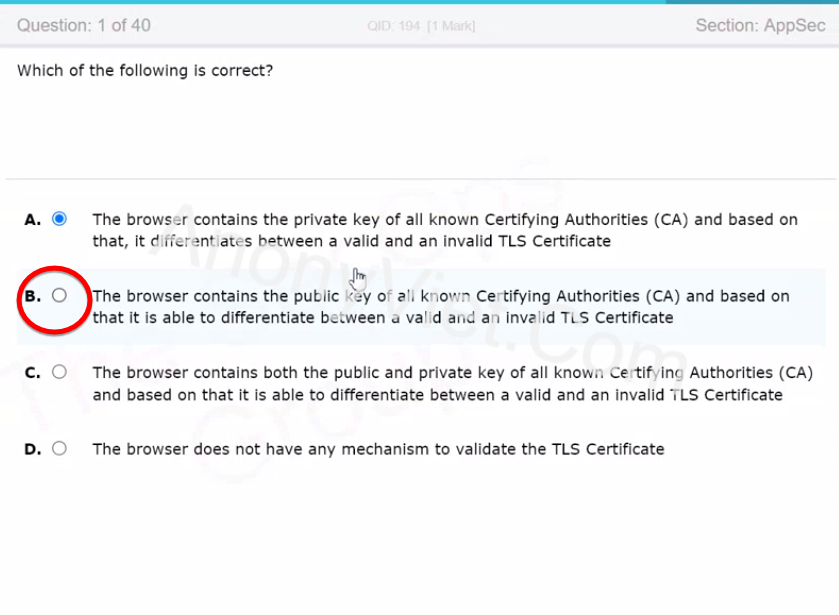 Question: 1 of 40
QID: 194 [1 Mark]
Section: AppSec
Which of the following is correct?
A. The browser contains the private key of all known Certifying Authorities (CA) and based on
that, it differentiates between a valid and an invalid TLS Certificate
B. The browser contains the public key of all known Certifying Authorities (CA) and based on
that it is able to differentiate between a valid and an invalid TLS Certificate
C. The browser contains both the public and private key of all known Certifying Authorities (CA)
and based on that it is able to differentiate between a valid and an invalid TLS Certificate
D. The browser does not have any mechanism to validate the TLS Certificate
AnonyViet.Com